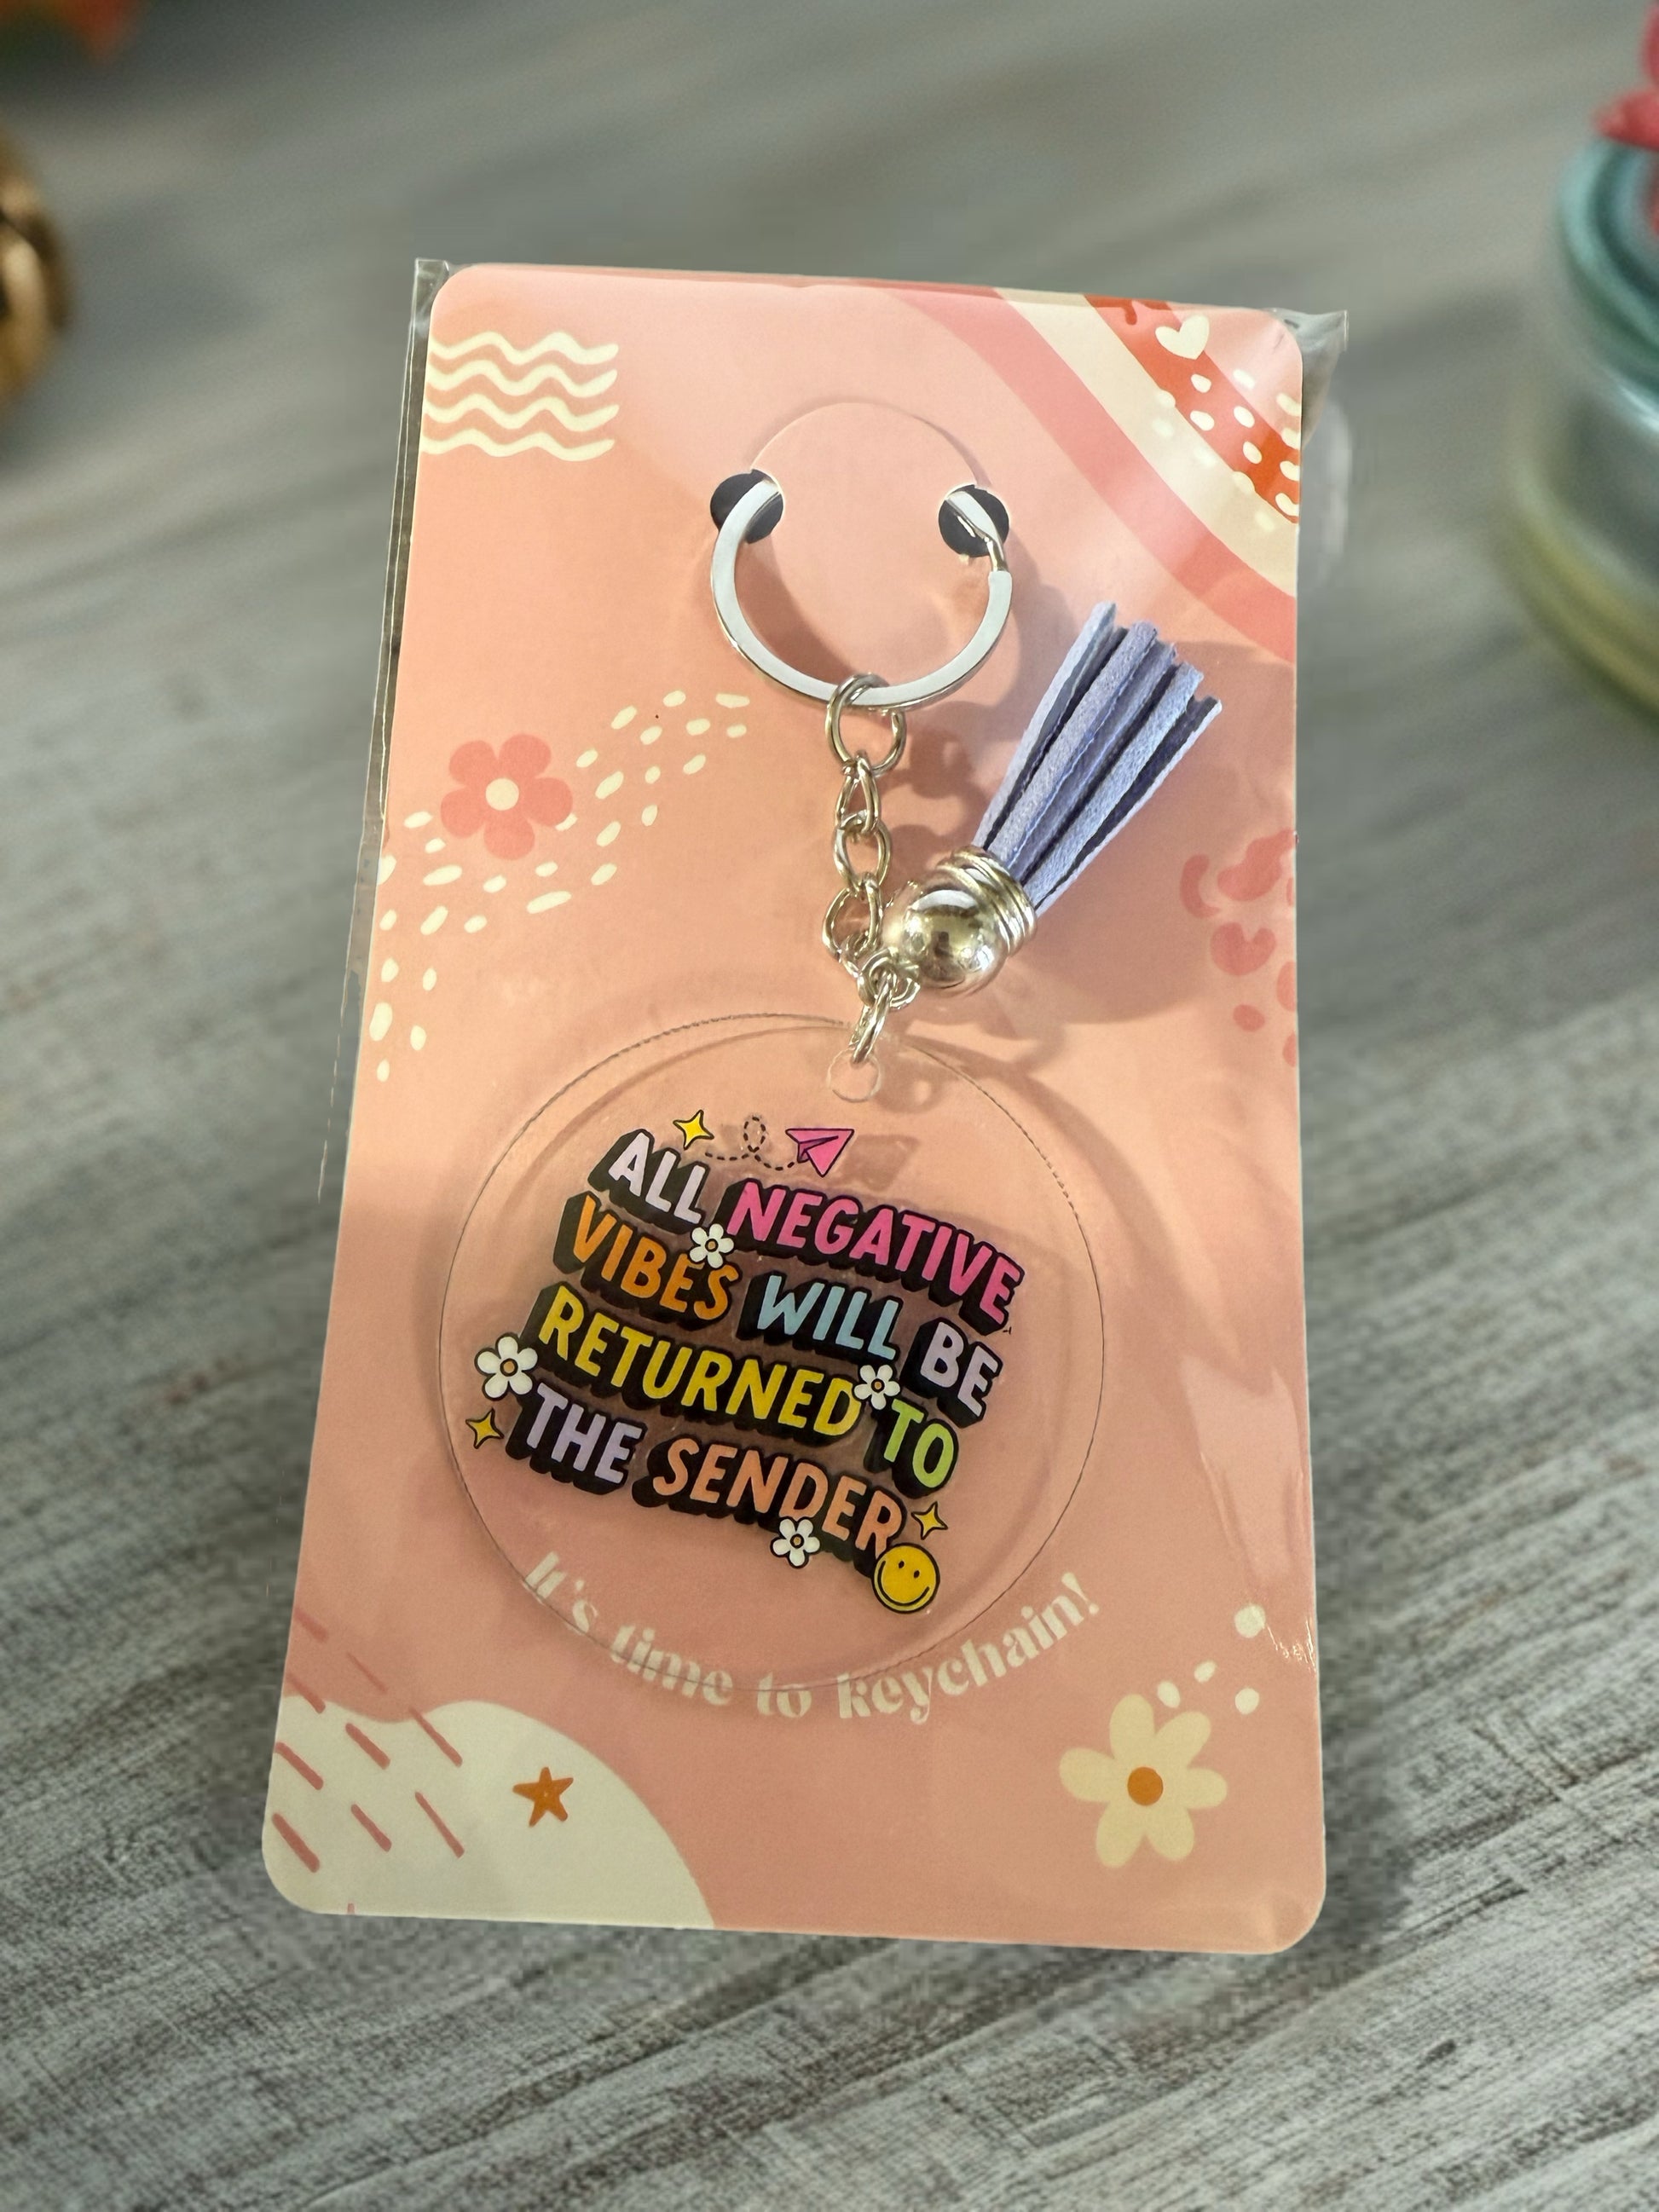 ALL NEGATIVE
VIBES WILL BE
RETURNED TO
THE SENDER
It's time to keychain!